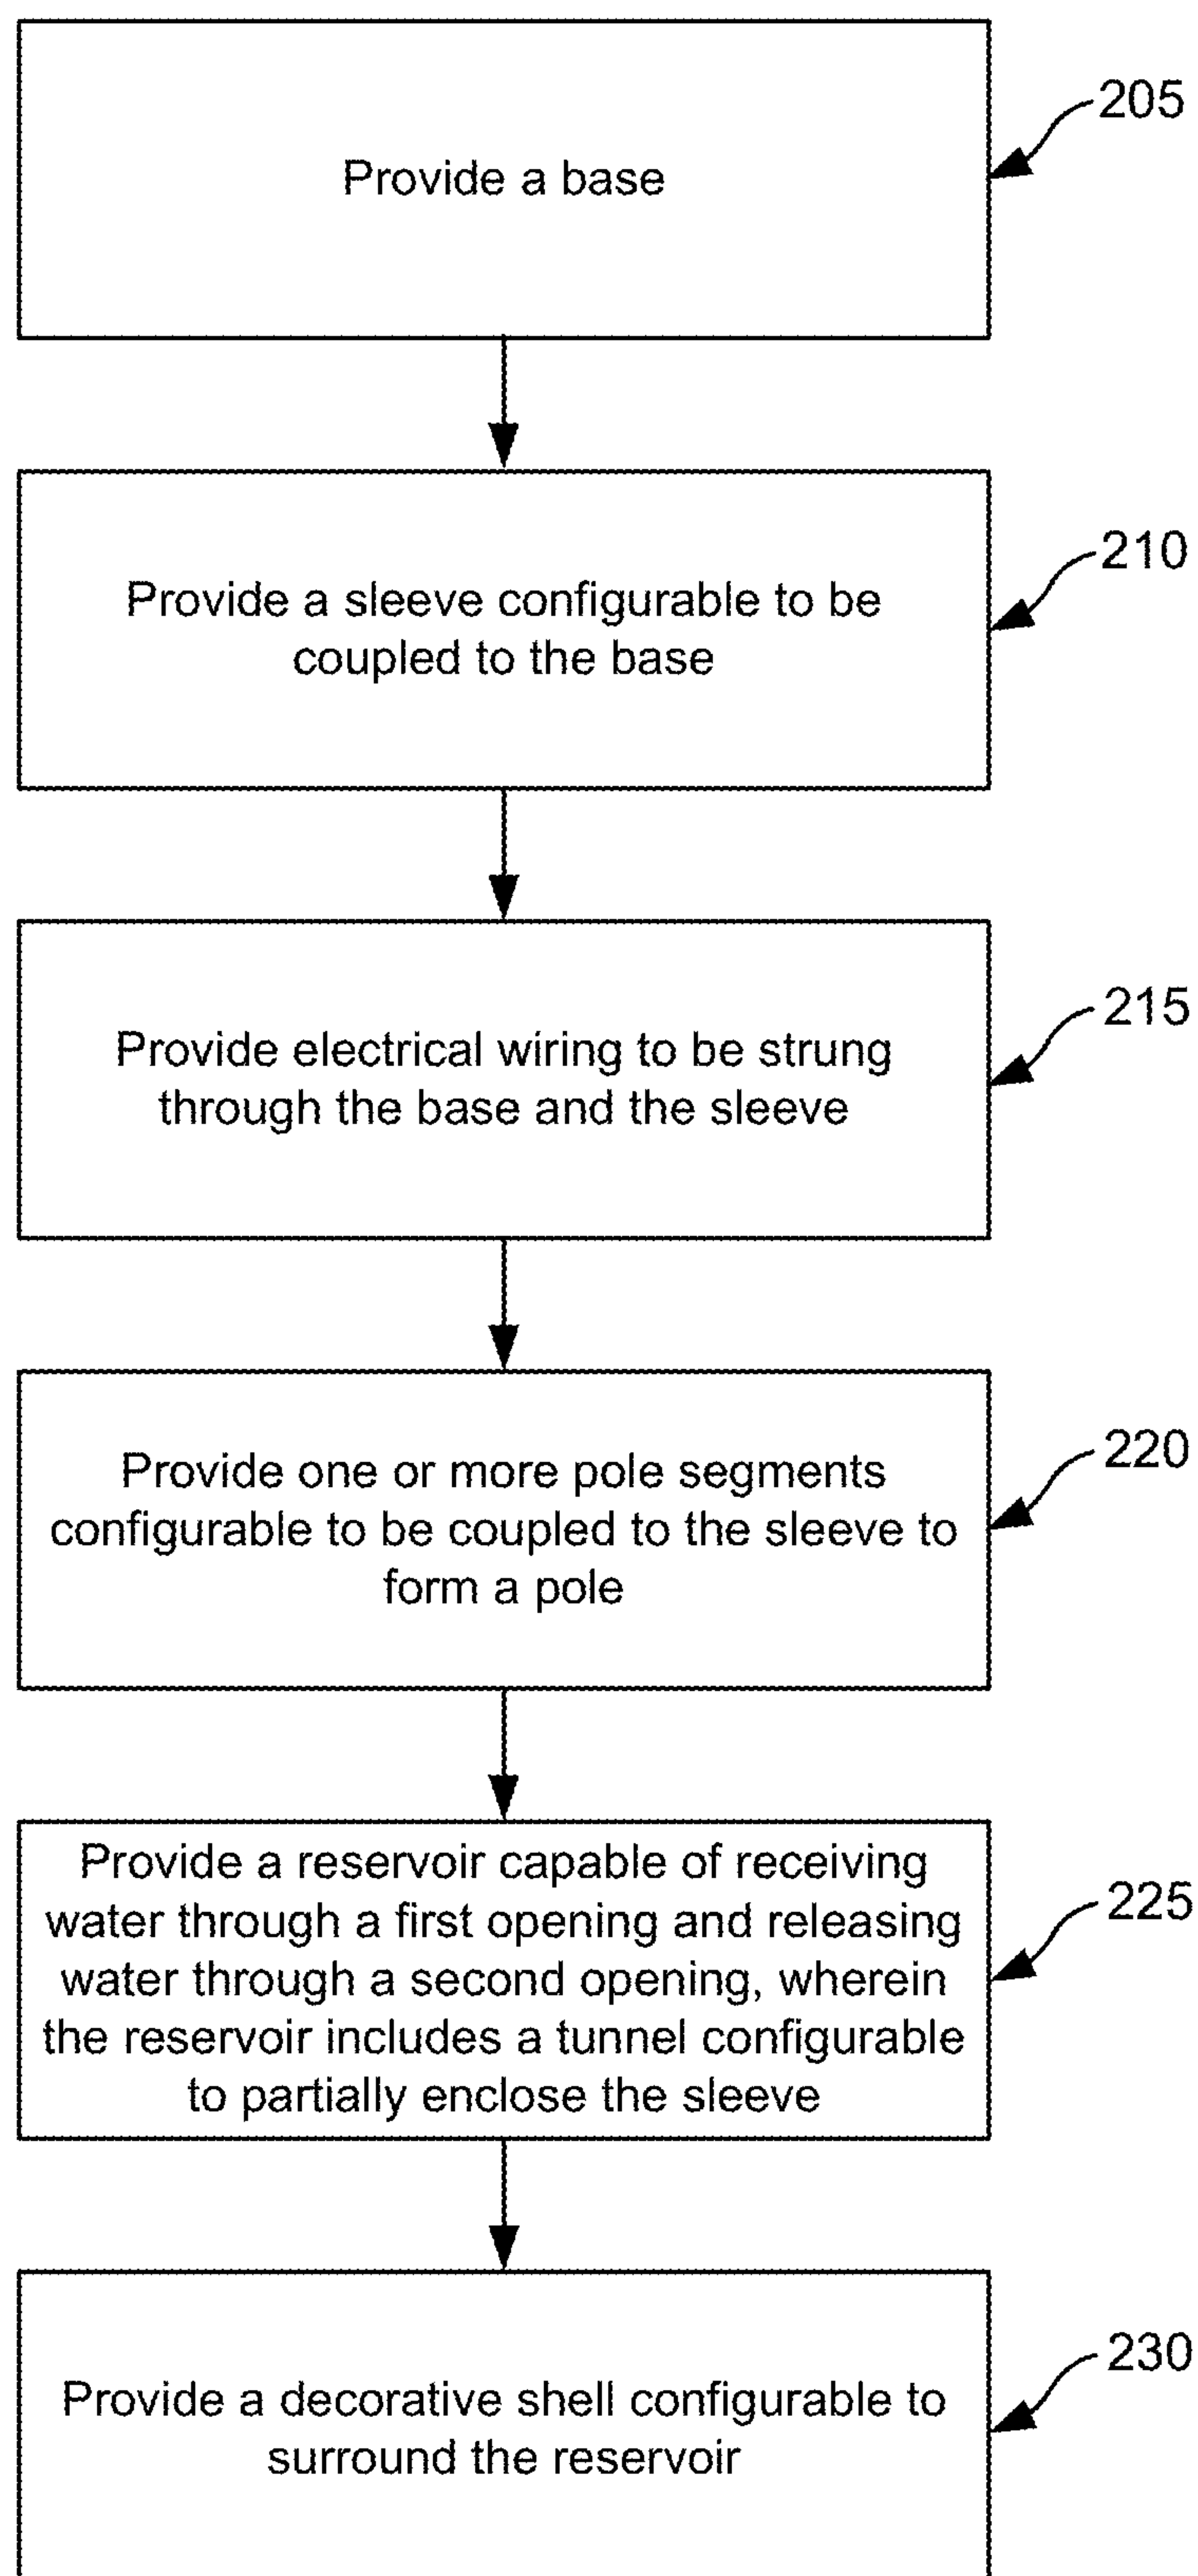 Provide a base
205
Provide a sleeve configurable to be
coupled to the base
210
Provide electrical wiring to be strung
through the base and the sleeve
215
Provide one or more pole segments
configurable to be coupled to the sleeve to
form a pole
220
Provide a reservoir capable of receiving
water through a first opening and releasing
water through a second opening, wherein
the reservoir includes a tunnel configurable
to partially enclose the sleeve
225
Provide a decorative shell configurable to
surround the reservoir
230